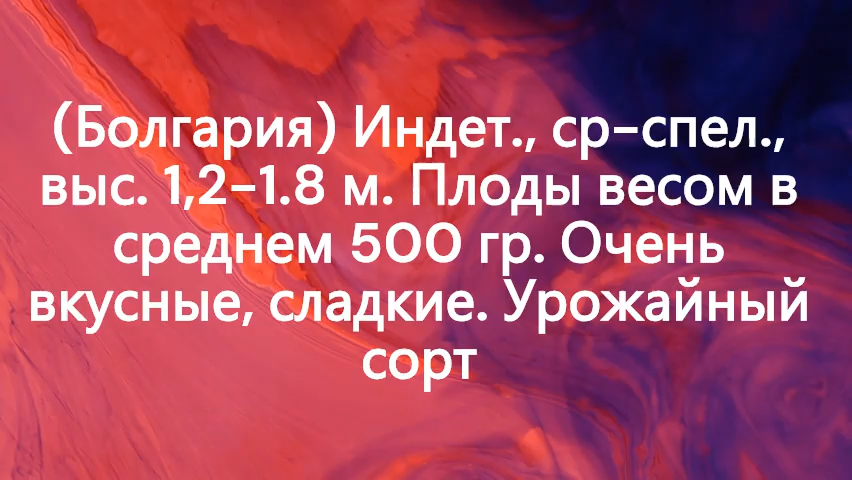 (Болгария) Индет., ср-спел.,
выс. 1,2-1.8 м. Плоды весом в
среднем 500 гр. Очень
вкусные, сладкие. Урожайный
сорт